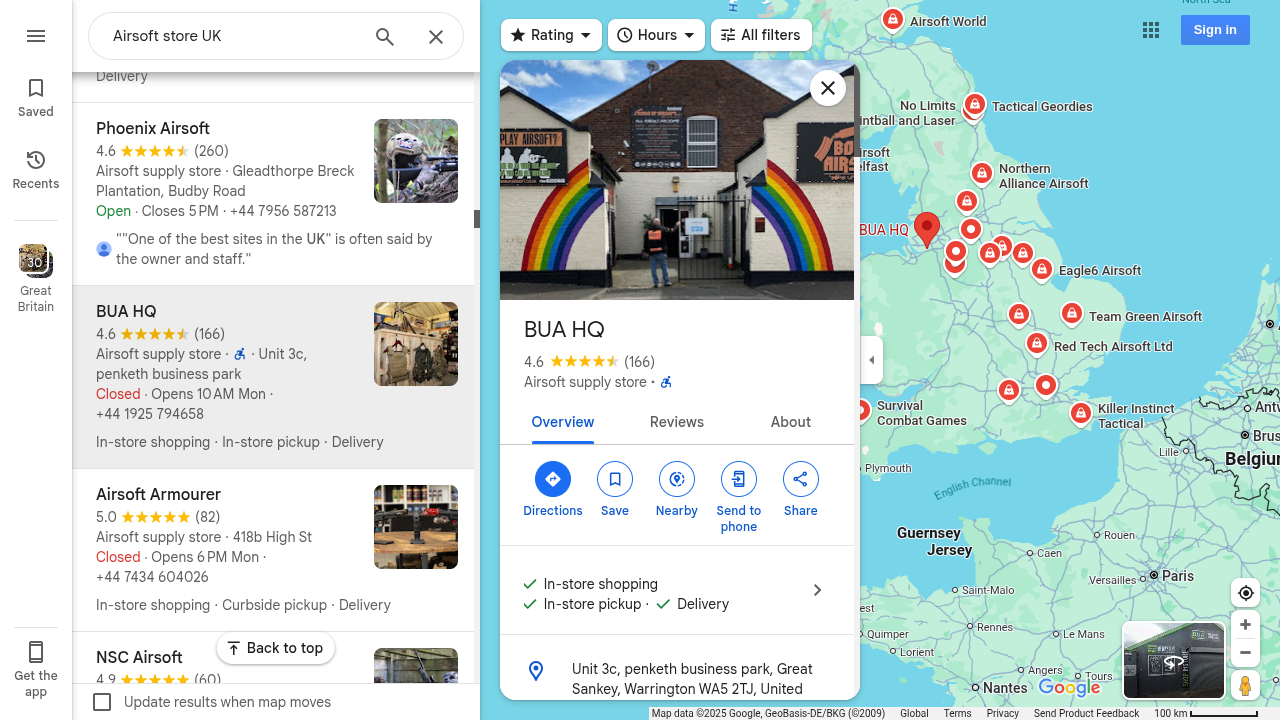 Airsoft store UK
Saved
Recents
30
Great
Britain
Get the
app
Delivery
Phoenix Airsoft
4.6 (260)
Airsoft supply store · Gleadthorpe Breck
Plantation, Budby Road
Open · Closes 5 PM · +44 7956 587213
""One of the best sites in the UK" is often said by
the owner and staff."
BUA HQ
4.6 (166)
Airsoft supply store · · Unit 3c,
penketh business park
Closed · Opens 10 AM Mon ·
+44 1925 794658
In-store shopping · In-store pickup · Delivery
Airsoft Armourer
5.0 (82)
Airsoft supply store · 418b High St
Closed · Opens 6 PM Mon ·
+44 7434 604026
In-store shopping · Curbside pickup · Delivery
NSC Airsoft
4.9 (60)
Back to top
Update results when map moves
Rating
Hours
All filters
Sign in
BUA HQ
4.6 (166)
Airsoft supply store ·
Overview
Reviews
About
Directions
Save
Nearby
Send to
phone
Share
In-store shopping
In-store pickup · Delivery
Unit 3c, penketh business park, Great
Sankey, Warrington WA5 2TJ, United
North Sea
Airsoft World
No Limits
Tactical Geordies
Northern
Alliance Airsoft
BUA HQ
Eagle6 Airsoft
Team Green Airsoft
Red Tech Airsoft Ltd
Survival
Combat Games
Killer Instinct
Tactical
Lille
Belgium
Plymouth
English Channel
Guernsey
Jersey
Rouen
Caen
Versailles
Paris
Saint-Malo
Quimper
Rennes
Le Mans
Lorient
Angers
Tours
Nantes
Google
Map data ©2025 Google, GeoBasis-DE/BKG (©2009)
Global
Terms
Privacy
Send Product Feedback
100 km